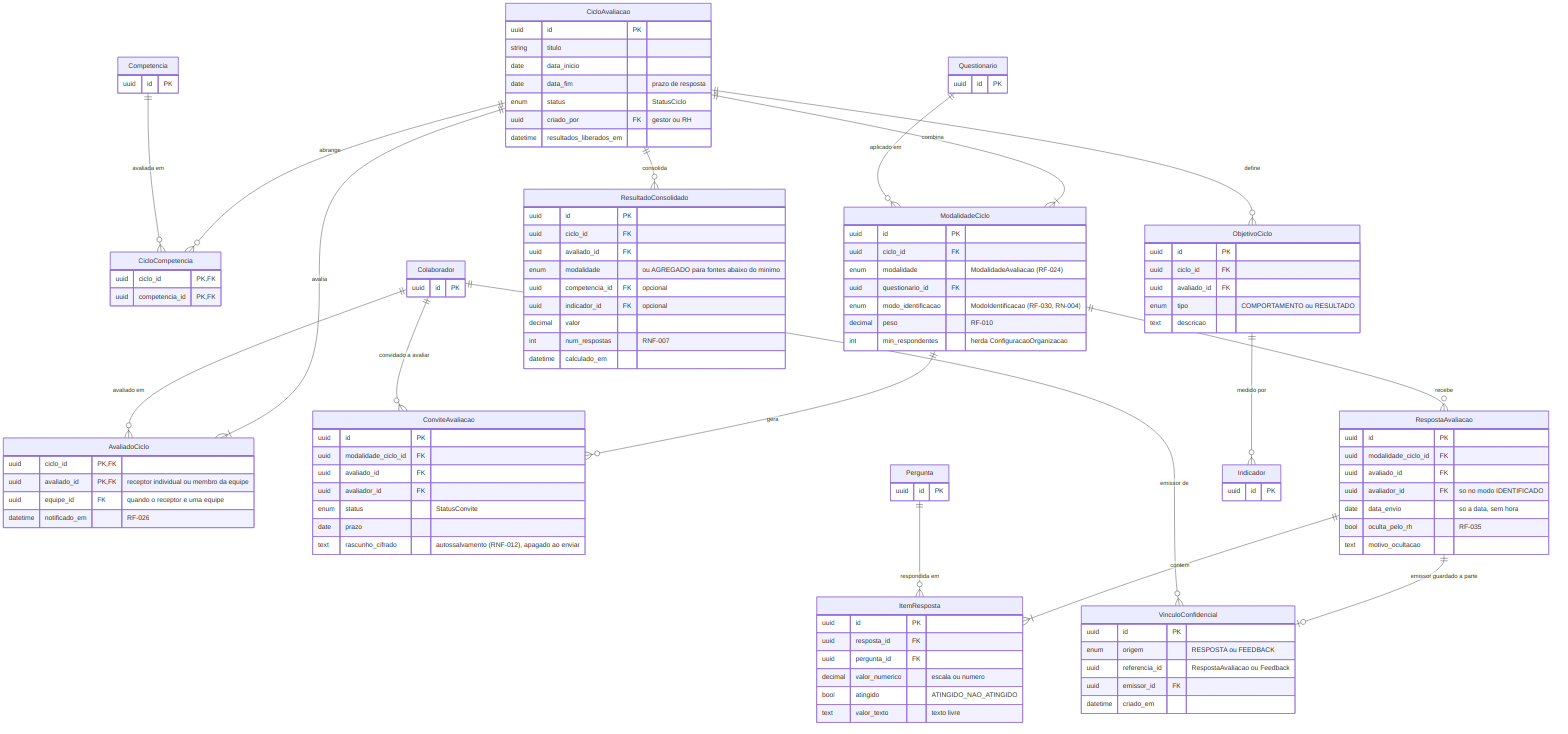 CicloAvaliacao
uuid id PK
string titulo
date data_inicio
date data_fim prazo de resposta
enum status StatusCiclo
uuid criado_por FK gestor ou RH
datetime resultados_liberados_em
Competencia
uuid id PK
Questionario
uuid id PK
avaliada em
abrange
aplicado em
combina
consolida
define
avalia
ResultadoConsolidado
uuid id PK
uuid ciclo_id FK
uuid avaliado_id FK
enum modalidade ou AGREGADO para fontes abaixo do minimo
uuid competencia_id FK opcional
uuid indicador_id FK opcional
decimal valor
int num_respostas RNF-007
datetime calculado_em
ModalidadeCiclo
uuid id PK
uuid ciclo_id FK
enum modalidade ModalidadeAvaliacao (RF-024)
uuid questionario_id FK
enum modo_identificacao ModoIdentificacao (RF-030, RN-004)
decimal peso RF-010
int min_respondentes herda ConfiguracaoOrganizacao
ObjetivoCiclo
uuid id PK
uuid ciclo_id FK
uuid avaliado_id FK
enum tipo COMPORTAMENTO ou RESULTADO
text descricao
CicloCompetencia
uuid ciclo_id PK,FK
uuid competencia_id PK,FK
Colaborador
uuid id PK
avaliado em
convidado a avaliar
gera
emissor de
medido por
recebe
AvaliadoCiclo
uuid ciclo_id PK,FK
uuid avaliado_id PK,FK receptor individual ou membro da equipe
uuid equipe_id FK quando o receptor e uma equipe
datetime notificado_em RF-026
ConviteAvaliacao
uuid id PK
uuid modalidade_ciclo_id FK
uuid avaliado_id FK
uuid avaliador_id FK
enum status StatusConvite
date prazo
text rascunho_cifrado autossalvamento (RNF-012), apagado ao enviar
Pergunta
uuid id PK
Indicador
uuid id PK
RespostaAvaliacao
uuid id PK
uuid modalidade_ciclo_id FK
uuid avaliado_id FK
uuid avaliador_id FK so no modo IDENTIFICADO
date data_envio so a data, sem hora
bool oculta_pelo_rh RF-035
text motivo_ocultacao
respondida em
contem
emissor guardado a parte
ItemResposta
uuid id PK
uuid resposta_id FK
uuid pergunta_id FK
decimal valor_numerico escala ou numero
bool atingido ATINGIDO_NAO_ATINGIDO
text valor_texto texto livre
VinculoConfidencial
uuid id PK
enum origem RESPOSTA ou FEEDBACK
uuid referencia_id RespostaAvaliacao ou Feedback
uuid emissor_id FK
datetime criado_em